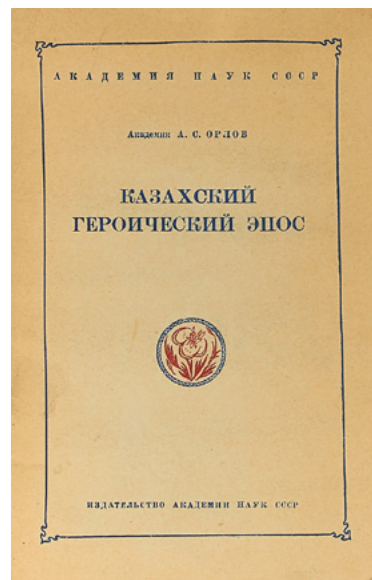 АКАДЕМИЯ НАУК СССР
Академик А. С. ОРЛОВ
КАЗАХСКИЙ
ГЕРОИЧЕСКИЙ ЭПОС
ИЗДАТЕЛЬСТВО АКАДЕМИИ НАУК СССР